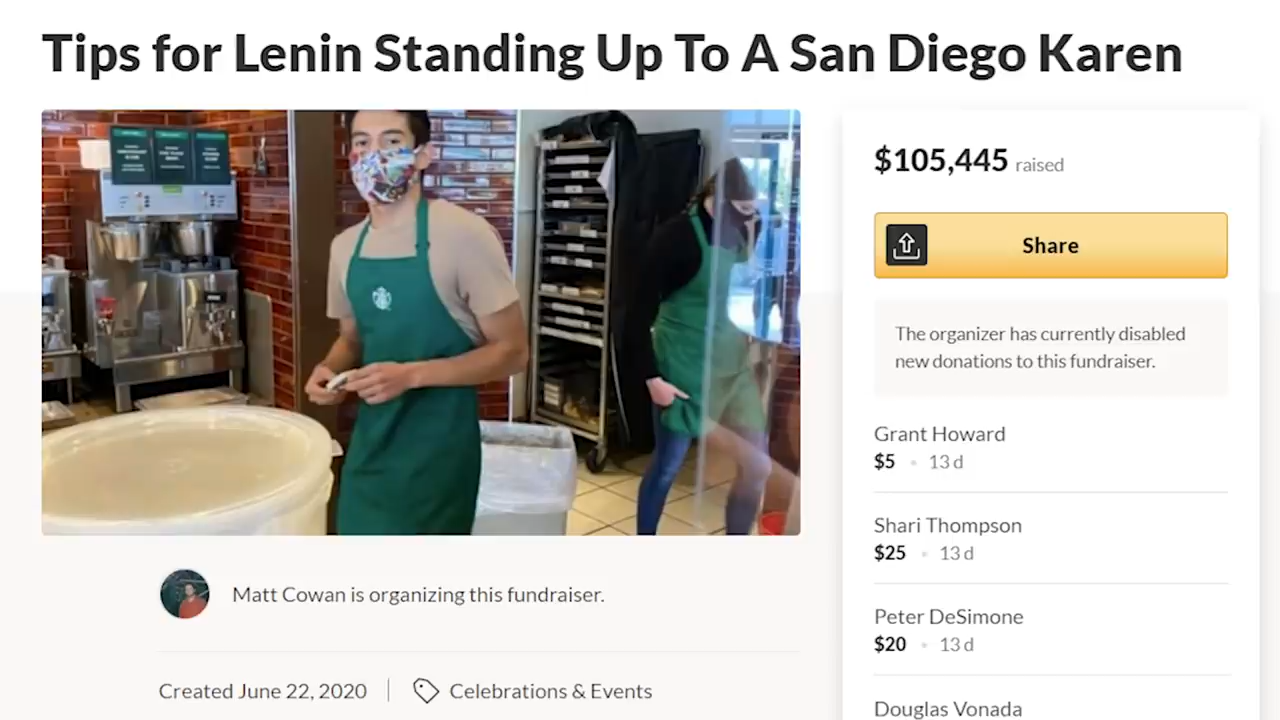 Tips for Lenin Standing Up To A San Diego Karen
$105,445 raised
Share
The organizer has currently disabled
new donations to this fundraiser.
Grant Howard
$5 • 13 d
Shari Thompson
$25 • 13 d
Peter DeSimone
$20 • 13 d
Douglas Vonada
Matt Cowan is organizing this fundraiser.
Created June 22, 2020
Celebrations & Events